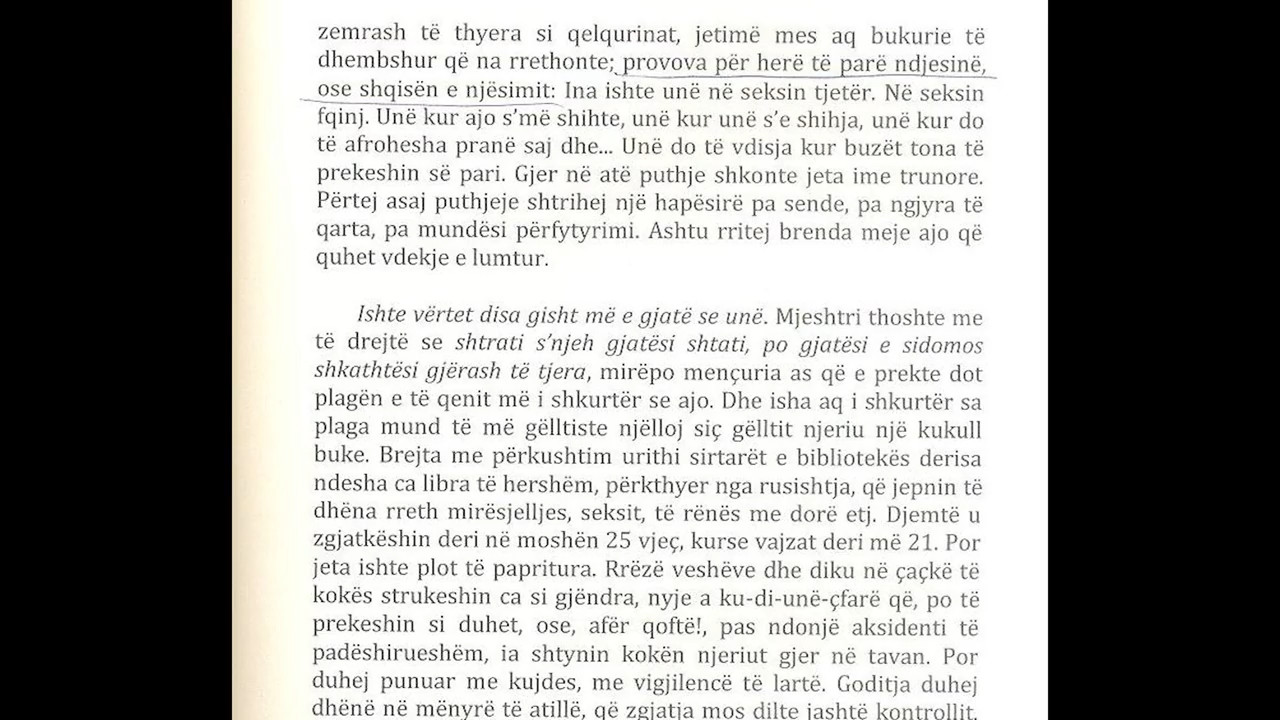 zemrash të thyera si qelqurinat, jetimë mes aq bukurie të
dhembshur që na rrethonte; provova për herë të parë ndjesinë,
ose shqisën e njësimit: Ina ishte unë në seksin tjetër. Në seksin
fqinj. Unë kur ajo s’më shihte, unë kur unë s’e shihja, unë kur do
të afrohesha pranë saj dhe... Unë do të vdisja kur buzët tona të
prekeshin së pari. Gjer në atë puthje shkonte jeta ime trunore.
Përtej asaj puthjeje shtrihej një hapësirë pa sende, pa ngjyra të
qarta, pa mundësi përfytyrimi. Ashtu rritej brenda meje ajo që
quhet vdekje e lumtur.
Ishte vërtet disa gisht më e gjatë se unë. Mjeshtri thoshte me
të drejtë se shtrati s’njeh gjatësi shtati, po gjatësi e sidomos
shkathtësi gjërash të tjera, mirëpo mençuria as që e prekte dot
plagën e të qenit më i shkurtër se ajo. Dhe isha aq i shkurtër sa
plaga mund të më gëlltiste njëlloj siç gëlltit njeriu një kukull
buke. Brejta me përkushtim urithi sirtarët e bibliotekës derisa
ndesha ca libra të hershëm, përkthyer nga rusishtja, që jepnin të
dhëna rreth mirësjelljes, seksit, të rënës me dorë etj. Djemtë u
zgjatkëshin deri në moshën 25 vjeç, kurse vajzat deri më 21. Por
jeta ishte plot të papritura. Rrëzë veshëve dhe diku në çaçkë të
kokës strukeshin ca si gjëndra, nyje a ku-di-unë-çfarë që, po të
prekeshin si duhet, ose, afër qoftë!, pas ndonjë aksidenti të
padëshirueshëm, ia shtynin kokën njeriut gjer në tavan. Por
duhej punuar me kujdes, me vigjilencë të lartë. Goditja duhej
dhënë në mënyrë të atillë, që zgjatja mos dilte jashtë kontrollit.